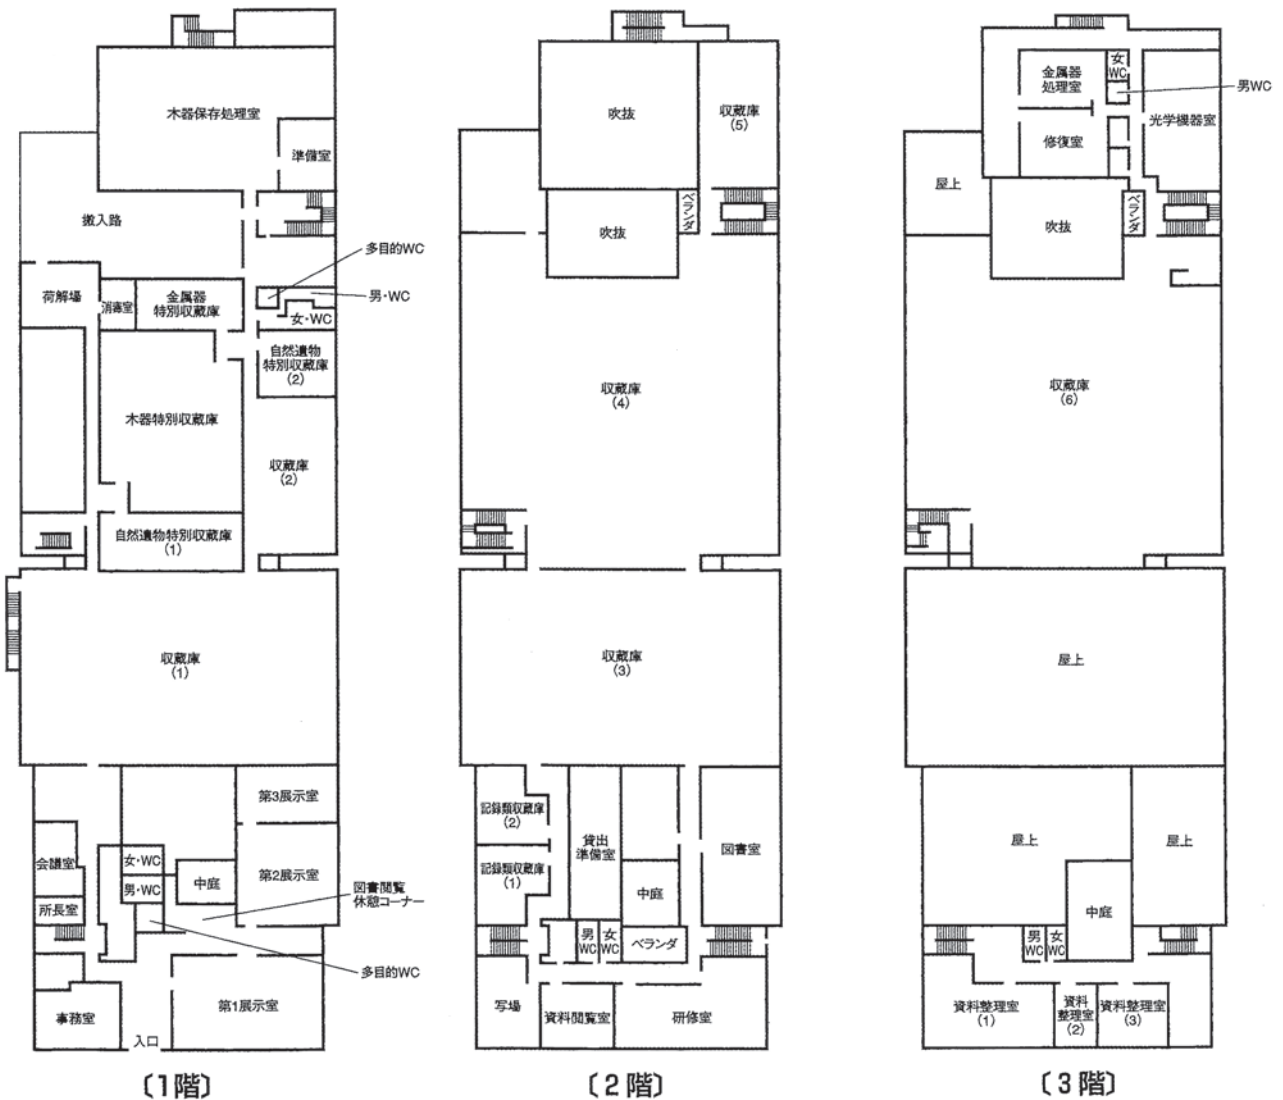 木器保存処理室
準備室
搬入路
多目的WC
荷解場
消毒室
金属器
特別収蔵庫
男・WC
女・WC
自然遺物
特別収蔵庫
(2)
木器特別収蔵庫
収蔵庫
(2)
自然遺物特別収蔵庫
(1)
収蔵庫
(1)
第3展示室
会議室
女・WC
男・WC
中庭
第2展示室
図書閲覧
休憩コーナー
所長室
多目的WC
事務室
第1展示室
入口
〔1階〕
吹抜
収蔵庫
(5)
ベランダ
吹抜
収蔵庫
(4)
収蔵庫
(3)
記録類収蔵庫
(2)
貸出
準備室
図書室
記録類収蔵庫
(1)
中庭
男
WC
女
WC
ベランダ
写場
資料閲覧室
研修室
〔2階〕
金属器
処理室
女
WC
男WC
光学機器室
修復室
屋上
ベランダ
吹抜
収蔵庫
(6)
屋上
屋上
屋上
中庭
男
WC
女
WC
資料整理室
(1)
資料
整理室
(2)
資料整理室
(3)
〔3階〕